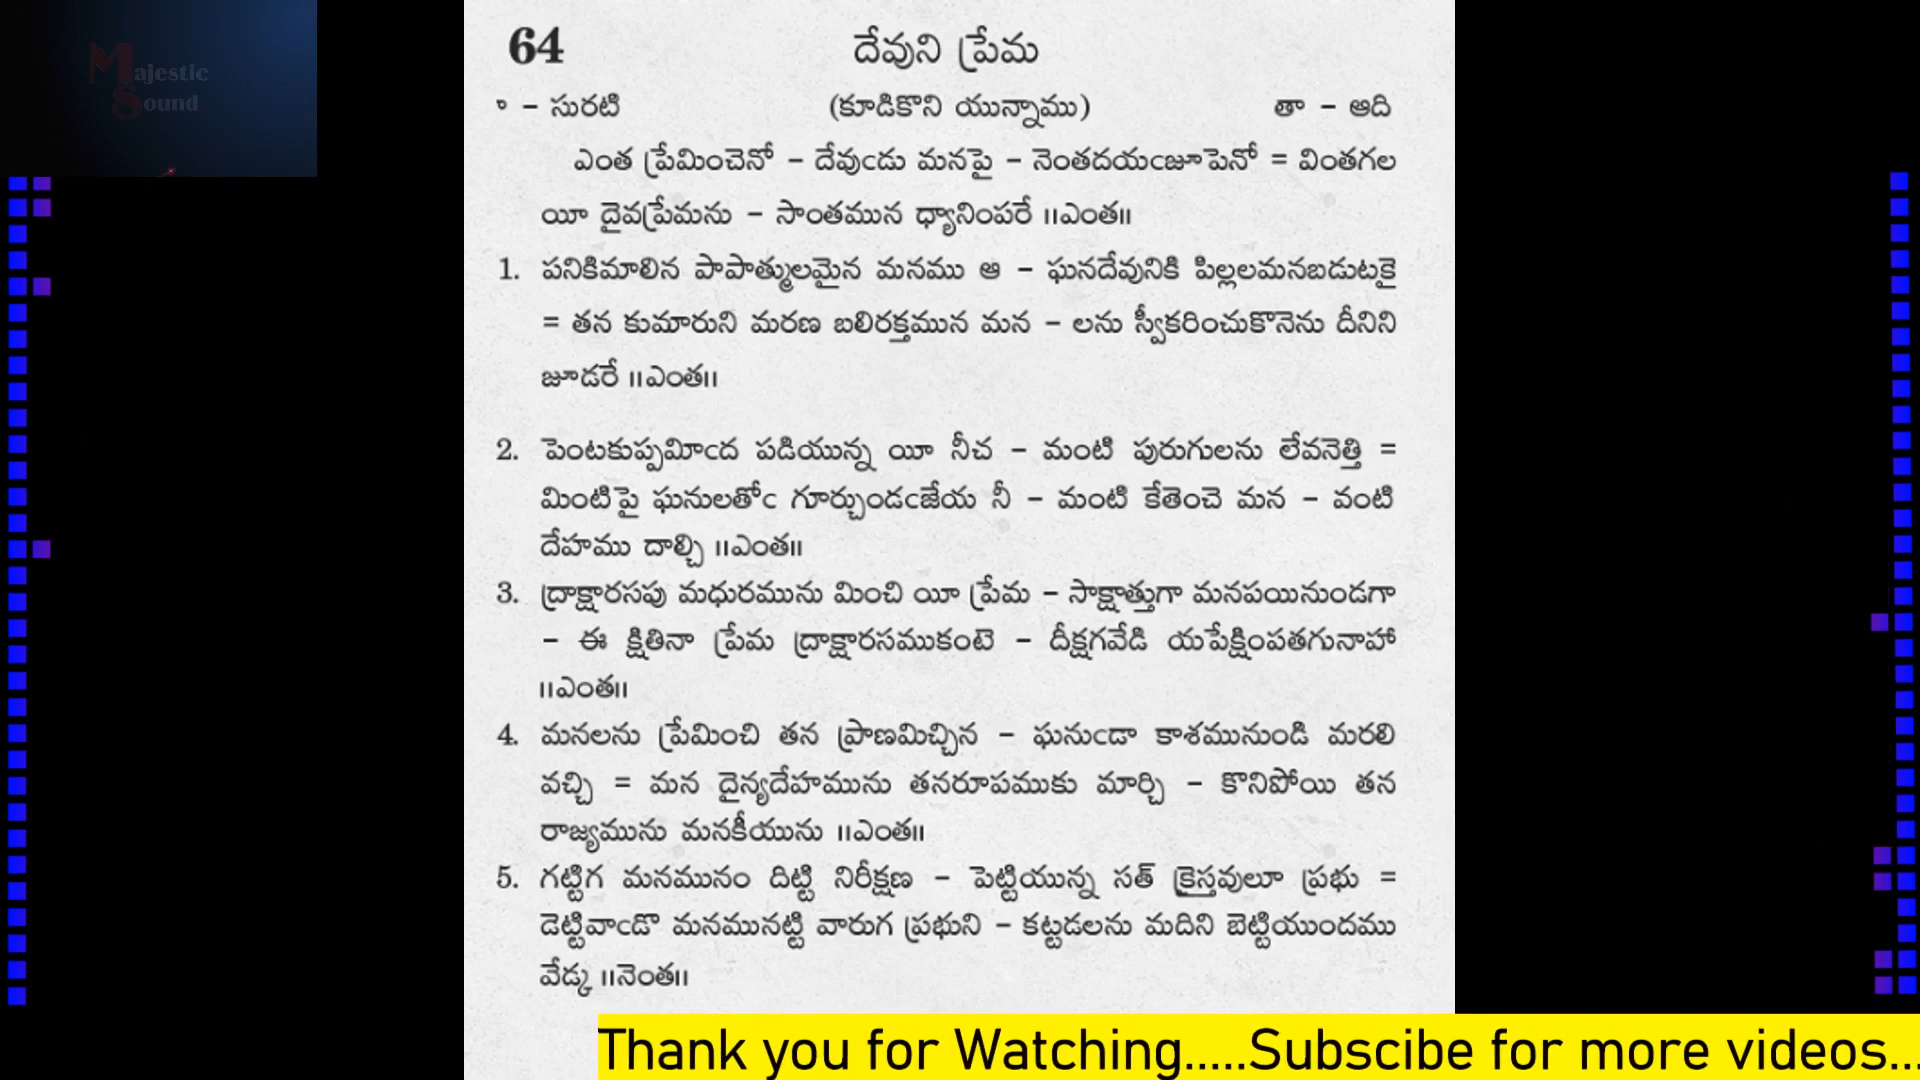 Majestic
Sound
64 దేవుని ప్రేమ
- సురటి (కూడికొని యున్నాము) తా - ఆది
ఎంత ప్రేమించెనో - దేవుఁడు మనపై - నెంతదయఁజూపెనో = వింతగల
యీ దైవప్రేమను - సాంతమున ధ్యానింపరే ॥ఎంత॥
1. పనికిమాలిన పాపాత్ములమైన మనము ఆ - ఘనదేవునికి పిల్లలమనబడుటకై
= తన కుమారుని మరణ బలిరక్తమున మన - లను స్వీకరించుకొనెను దీనిని
జూడరే ॥ఎంత॥
2. పెంటకుప్పమీఁద పడియున్న యీ నీచ - మంటి పురుగులను లేవనెత్తి =
మింటిపై ఘనులతోఁ గూర్చుండఁజేయ నీ - మంటి కేతెంచె మన - వంటి
దేహము దాల్చి ॥ఎంత॥
3. ద్రాక్షారసపు మధురమును మించి యీ ప్రేమ - సాక్షాత్తుగా మనపయినుండగా
- ఈ క్షితినా ప్రేమ ద్రాక్షారసముకంటె - దీక్షగవేడి యపేక్షింపతగునాహా
॥ఎంత॥
4. మనలను ప్రేమించి తన ప్రాణమిచ్చిన - ఘనుఁడా కాశమునుండి మరలి
వచ్చి = మన దైన్యదేహమును తనరూపముకు మార్చి - కొనిపోయి తన
రాజ్యమును మనకీయును ॥ఎంత॥
5. గట్టిగ మనమునం దిట్టి నిరీక్షణ - పెట్టియున్న సత్ క్రైస్తవులూ ప్రభు =
డెట్టివాఁడొ మనమునట్టి వారుగ ప్రభుని - కట్టడలను మదిని బెట్టియుందము
వేడ్క ॥నెంత॥
Thank you for Watching.....Subscibe for more videos...